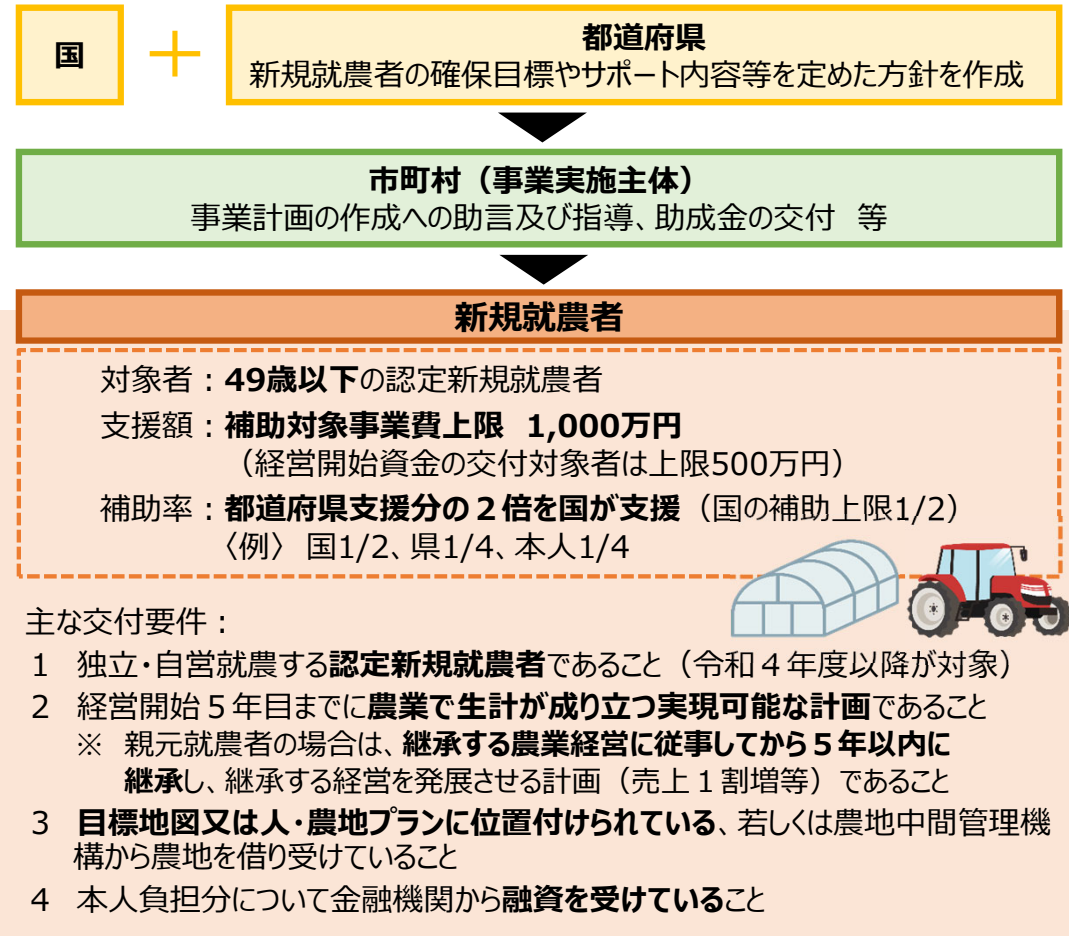 国
＋
都道府県
新規就農者の確保目標やサポート内容等を定めた方針を作成
市町村（事業実施主体）
事業計画の作成への助言及び指導、助成金の交付　等
新規就農者
対象者：49歳以下の認定新規就農者
支援額：補助対象事業費上限　1,000万円
（経営開始資金の交付対象者は上限500万円）
補助率：都道府県支援分の２倍を国が支援（国の補助上限1/2）
〈例〉 国1/2、県1/4、本人1/4
主な交付要件：
1　独立・自営就農する認定新規就農者であること（令和４年度以降が対象）
2　経営開始５年目までに農業で生計が成り立つ実現可能な計画であること
※　親元就農者の場合は、継承する農業経営に従事してから５年以内に
継承し、継承する経営を発展させる計画（売上１割増等）であること
3　目標地図又は人・農地プランに位置付けられている、若しくは農地中間管理機
構から農地を借り受けていること
4　本人負担分について金融機関から融資を受けていること